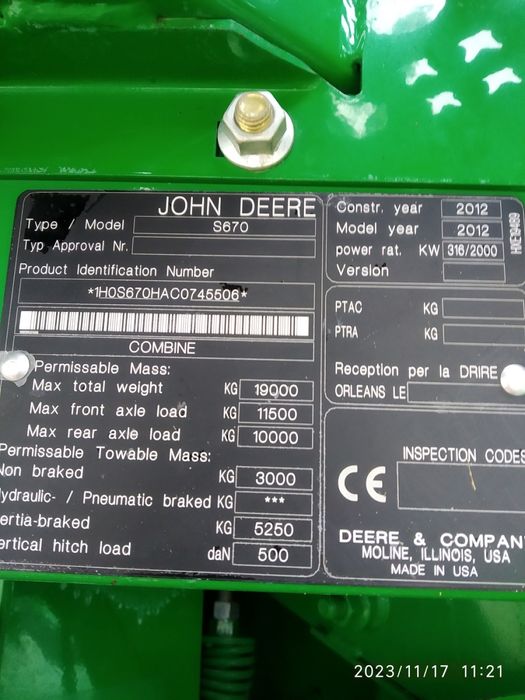 JOHN DEERE
Type / Model S670
Typ Approval Nr.
Product Identification Number
*1H0S670HAC0745506*
COMBINE
Permissable Mass:
Max total weight KG 19000
Max front axle load KG 11500
Max rear axle load KG 10000
Permissable Towable Mass:
Non braked KG 3000
ydraulic- / Pneumatic braked KG ***
ertia-braked KG 5250
ertical hitch load daN 500
Constr. year 2012
Model year 2012
power rat. KW 316/2000
Version
HXE19469
PTAC KG
PTRA KG
Reception per la DRIRE
ORLEANS LE
INSPECTION CODES
CE
DEERE & COMPANY
MOLINE, ILLINOIS, USA
MADE IN USA
2023/11/17 11:21